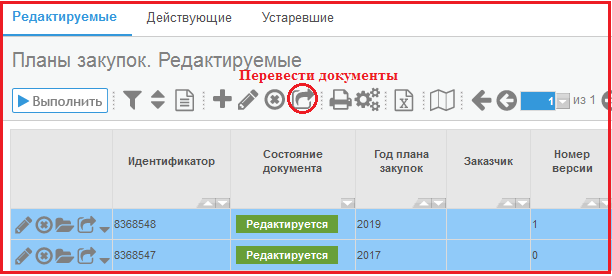 Редактируемые Действующие Устаревшие
Планы закупок. Редактируемые
Перевести документы
Выполнить 1 из 1
Идентификатор Состояние документа Год плана закупок Заказчик Номер версии
8368548 Редактируется 2019 1
8368547 Редактируется 2017 0